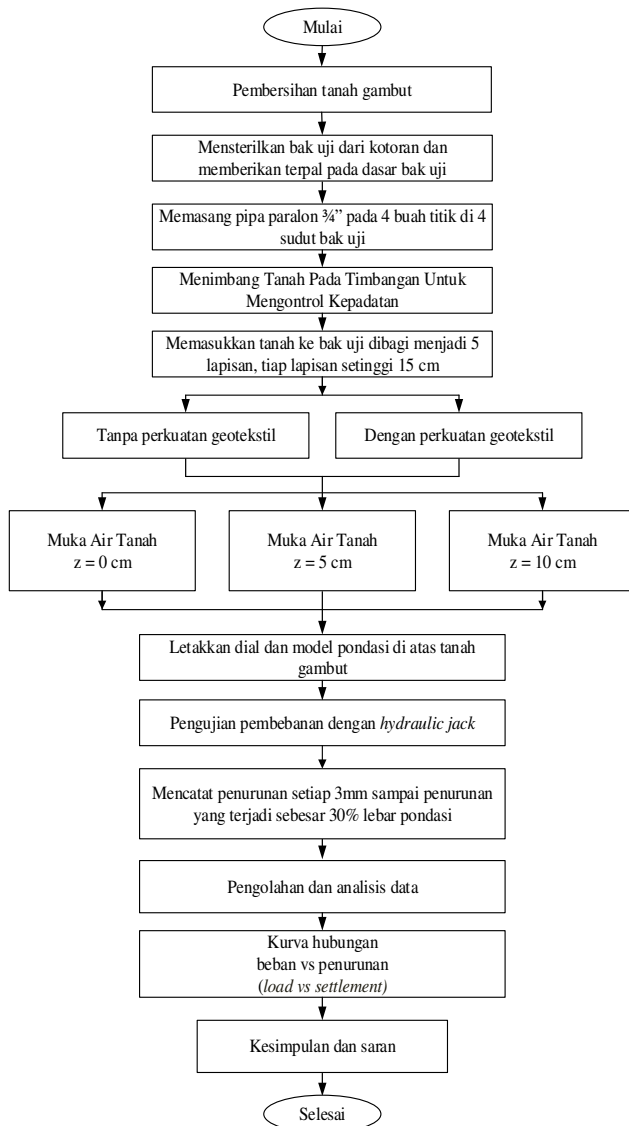 Mulai
Pembersihan tanah gambut
Mensterilkan bak uji dari kotoran dan
memberikan terpal pada dasar bak uji
Memasang pipa paralon ¾” pada 4 buah titik di 4
sudut bak uji
Menimbang Tanah Pada Timbangan Untuk
Mengontrol Kepadatan
Memasukkan tanah ke bak uji dibagi menjadi 5
lapisan, tiap lapisan setinggi 15 cm
Tanpa perkuatan geotekstil
Dengan perkuatan geotekstil
Muka Air Tanah
z = 0 cm
Muka Air Tanah
z = 5 cm
Muka Air Tanah
z = 10 cm
Letakkan dial dan model pondasi di atas tanah
gambut
Pengujian pembebanan dengan hydraulic jack
Mencatat penurunan setiap 3mm sampai penurunan
yang terjadi sebesar 30% lebar pondasi
Pengolahan dan analisis data
Kurva hubungan
beban vs penurunan
(load vs settlement)
Kesimpulan dan saran
Selesai